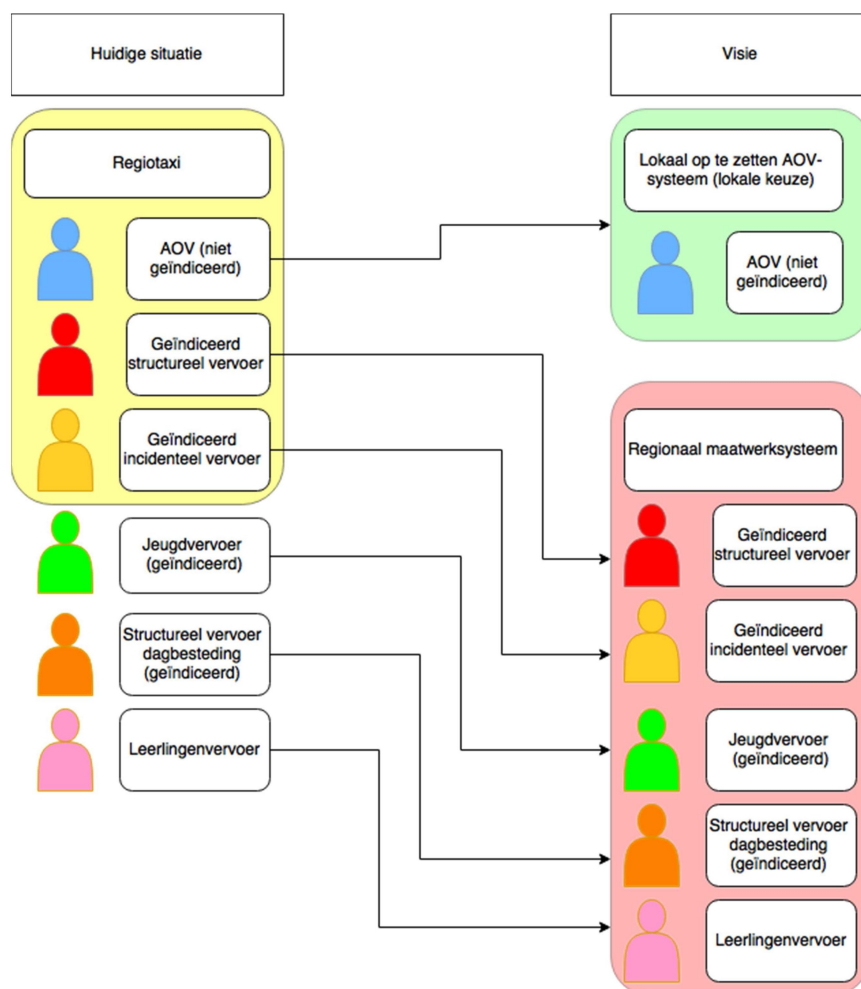 Huidige situatie
Regiotaxi
AOV (niet
geïndiceerd)
Geïndiceerd
structureel vervoer
Geïndiceerd
incidenteel vervoer
Jeugdvervoer
(geïndiceerd)
Structureel vervoer
dagbesteding
(geïndiceerd)
Leerlingenvervoer
Visie
Lokaal op te zetten AOV-
systeem (lokale keuze)
AOV (niet
geïndiceerd)
Regionaal maatwerksysteem
Geïndiceerd
structureel vervoer
Geïndiceerd
incidenteel vervoer
Jeugdvervoer
(geïndiceerd)
Structureel vervoer
dagbesteding
(geïndiceerd)
Leerlingenvervoer